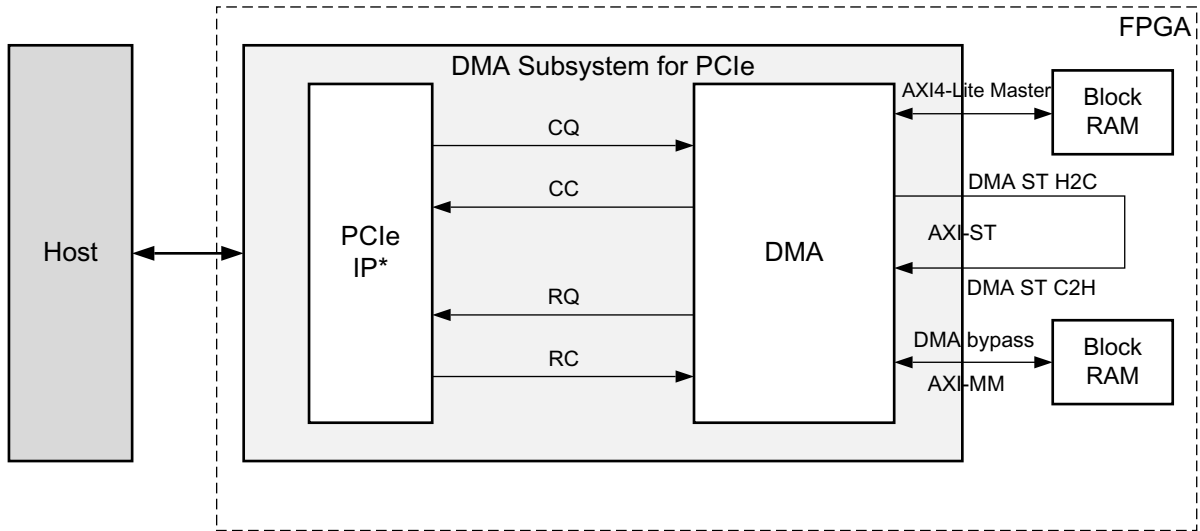 FPGA
DMA Subsystem for PCIe
AXI4-Lite Master
Block
RAM
CQ
CC
DMA ST H2C
Host
PCIe
IP*
DMA
AXI-ST
DMA ST C2H
RQ
DMA bypass
Block
RAM
RC
AXI-MM